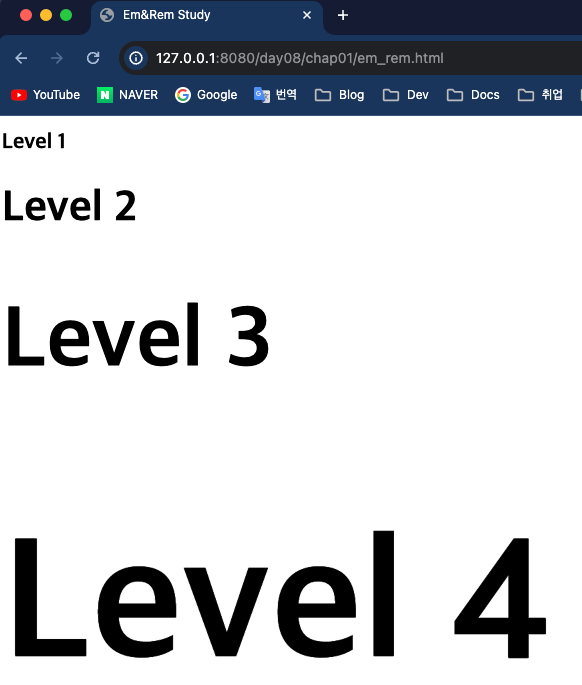 Em&Rem Study
127.0.0.1:8080/day08/chap01/em_rem.html
YouTube NAVER Google 번역 Blog Dev Docs 취업
Level 1
Level 2
Level 3
Level 4